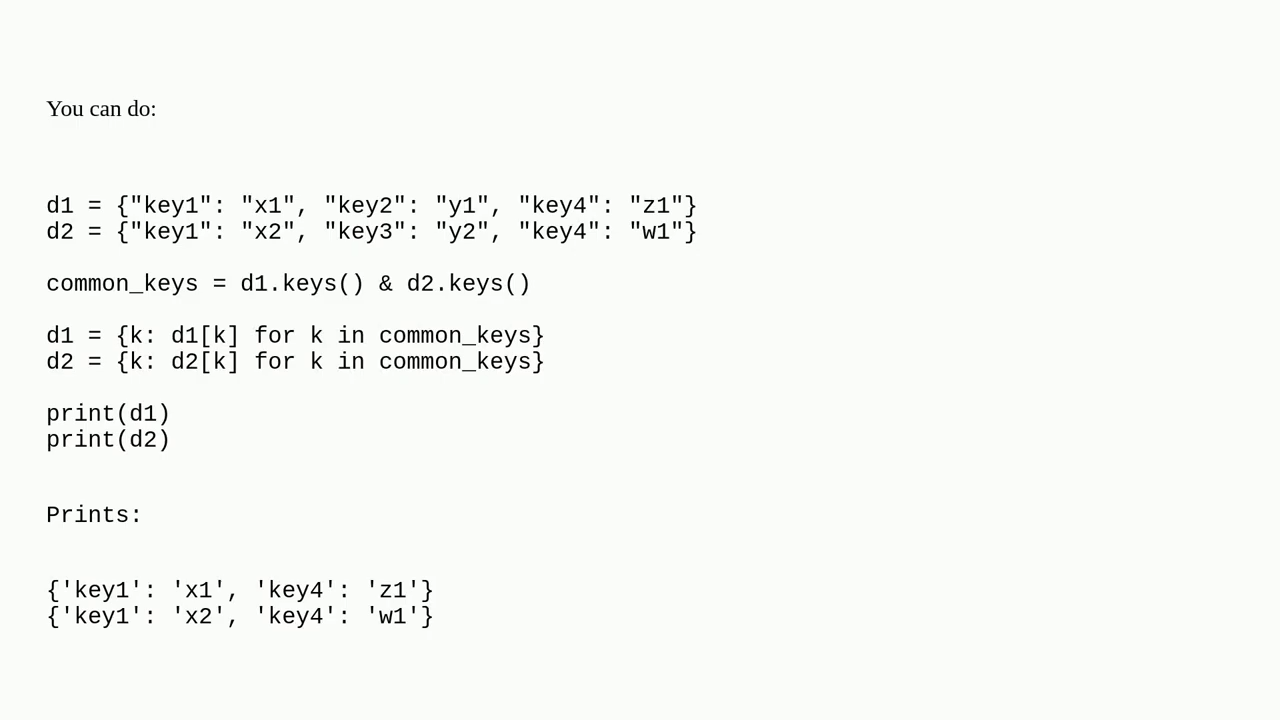 You can do:
d1 = {"key1": "x1", "key2": "y1", "key4": "z1"}
d2 = {"key1": "x2", "key3": "y2", "key4": "w1"}
common_keys = d1.keys() & d2.keys()
d1 = {k: d1[k] for k in common_keys}
d2 = {k: d2[k] for k in common_keys}
print(d1)
print(d2)
Prints:
{'key1': 'x1', 'key4': 'z1'}
{'key1': 'x2', 'key4': 'w1'}